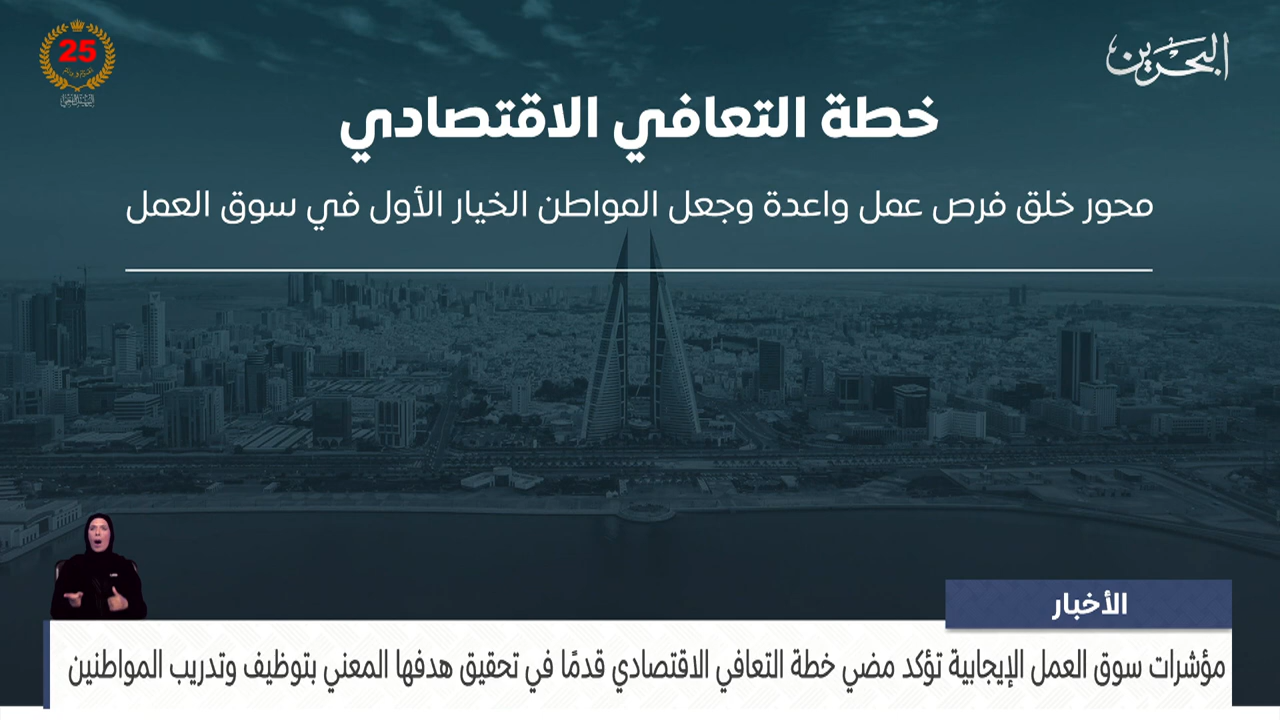 البحرين
25
خطة التعافي الاقتصادي
محور خلق فرص عمل واعدة وجعل المواطن الخيار الأول في سوق العمل
الأخبار
مؤشرات سوق العمل الإيجابية تؤكد مضي خطة التعافي الاقتصادي قدمًا في تحقيق هدفها المعني بتوظيف وتدريب المواطنين